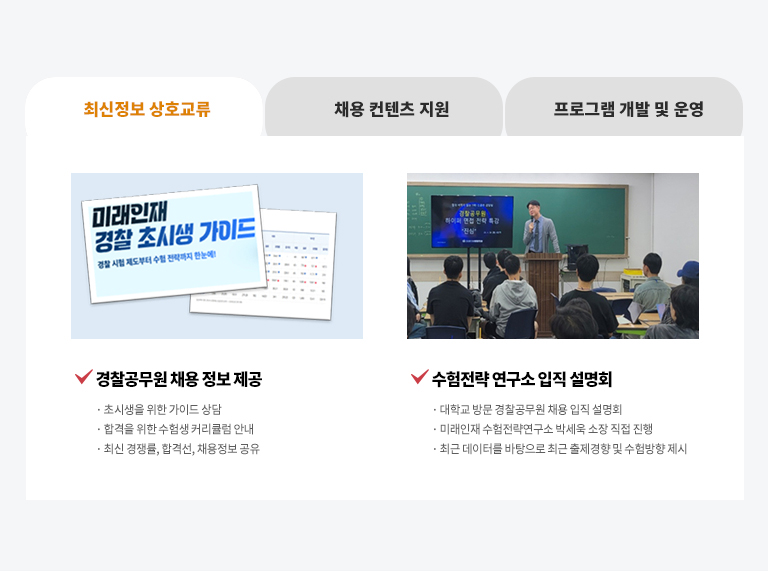 최신정보 상호교류
채용 컨텐츠 지원
프로그램 개발 및 운영
미래인재
경찰 초시생 가이드
경찰 시험 제도부터 수험 전략까지 한눈에!
경찰공무원
하이퍼 면접 전략 특강
"진심"
경찰공무원 채용 정보 제공
· 초시생을 위한 가이드 상담
· 합격을 위한 수험생 커리큘럼 안내
· 최신 경쟁률, 합격선, 채용정보 공유
수험전략 연구소 입직 설명회
· 대학교 방문 경찰공무원 채용 입직 설명회
· 미래인재 수험전략연구소 박세욱 소장 직접 진행
· 최근 데이터를 바탕으로 최근 출제경향 및 수험방향 제시